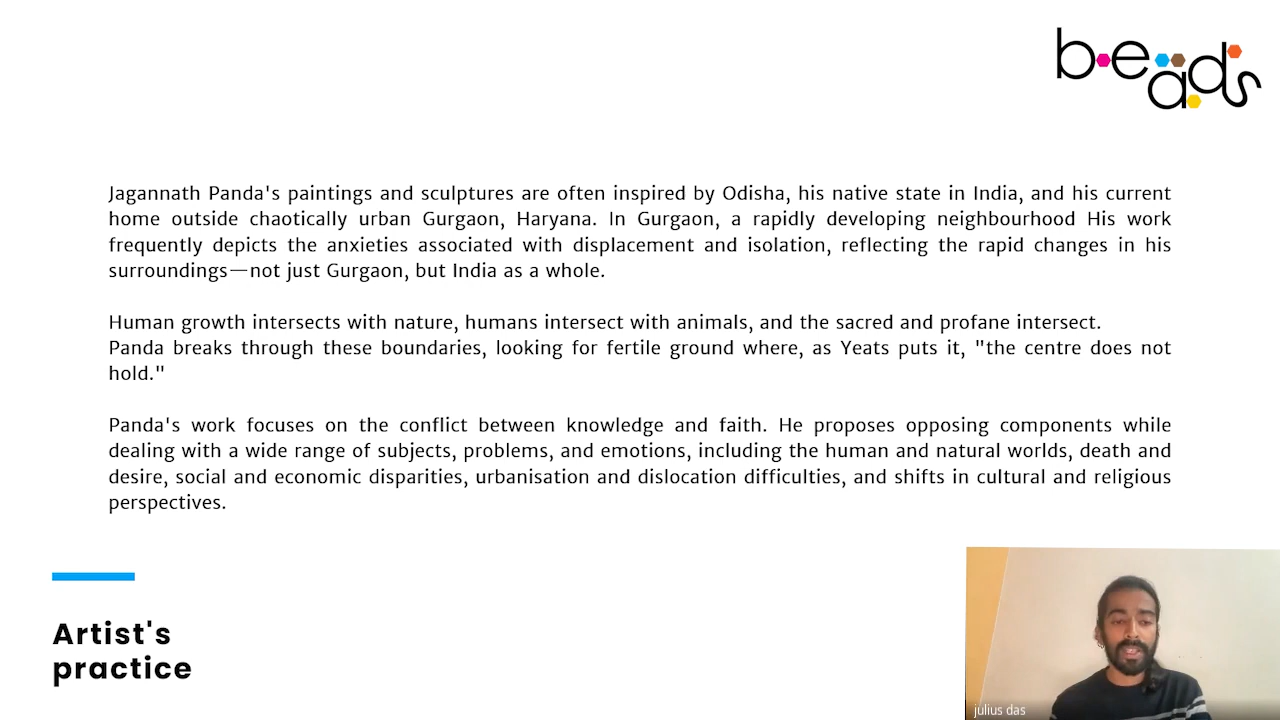 beads
Jagannath Panda's paintings and sculptures are often inspired by Odisha, his native state in India, and his current
home outside chaotically urban Gurgaon, Haryana. In Gurgaon, a rapidly developing neighbourhood His work
frequently depicts the anxieties associated with displacement and isolation, reflecting the rapid changes in his
surroundings—not just Gurgaon, but India as a whole.
Human growth intersects with nature, humans intersect with animals, and the sacred and profane intersect.
Panda breaks through these boundaries, looking for fertile ground where, as Yeats puts it, "the centre does not
hold."
Panda's work focuses on the conflict between knowledge and faith. He proposes opposing components while
dealing with a wide range of subjects, problems, and emotions, including the human and natural worlds, death and
desire, social and economic disparities, urbanisation and dislocation difficulties, and shifts in cultural and religious
perspectives.
Artist's
practice
julius das